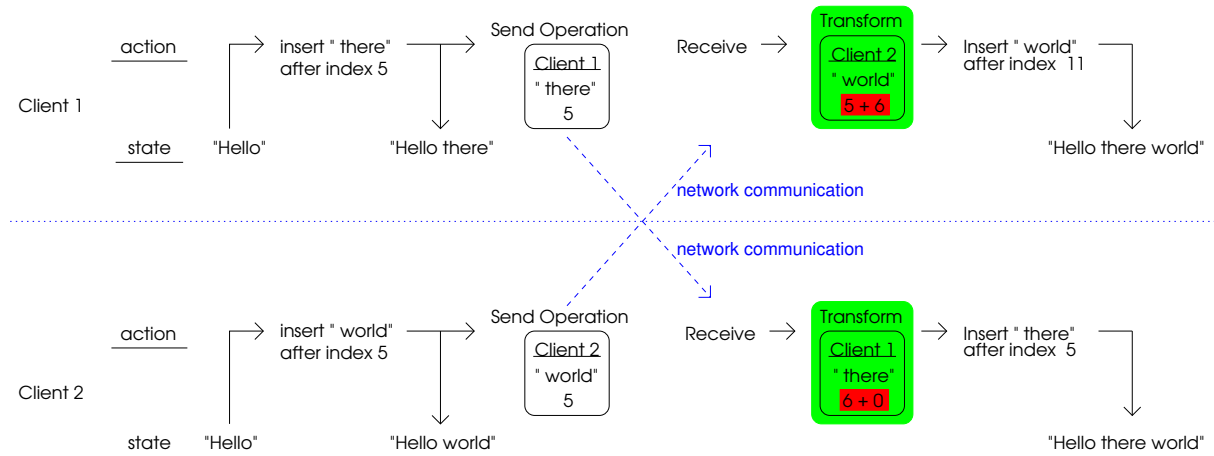 Client 1
action
insert " there"
after index 5
Send Operation
Client 1
" there"
5
Receive
Transform
Client 2
" world"
5 + 6
Insert " world"
after index 11
state
"Hello"
"Hello there"
"Hello there world"
network communication
network communication
Client 2
action
insert " world"
after index 5
Send Operation
Client 2
" world"
5
Receive
Transform
Client 1
" there"
6 + 0
Insert " there"
after index 5
state
"Hello"
"Hello world"
"Hello there world"